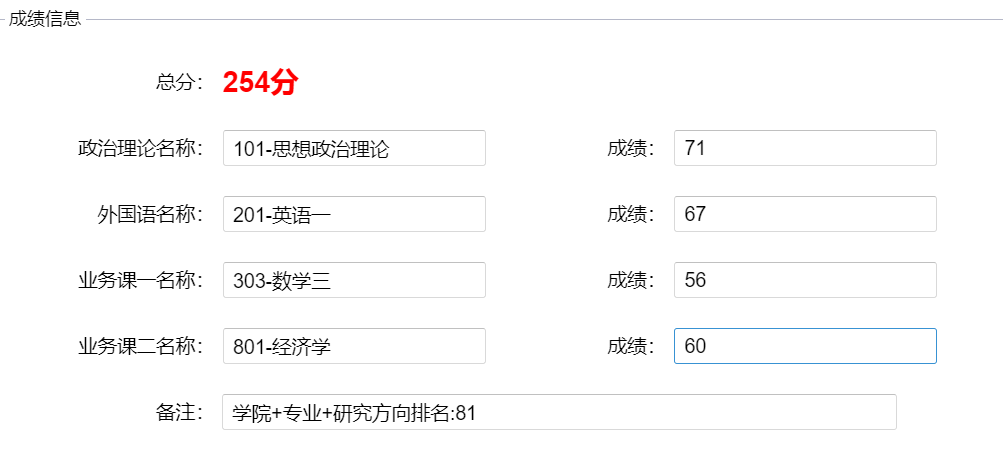 成绩信息
总分： 254分
政治理论名称： 101-思想政治理论 成绩： 71
外国语名称： 201-英语一 成绩： 67
业务课一名称： 303-数学三 成绩： 56
业务课二名称： 801-经济学 成绩： 60
备注： 学院+专业+研究方向排名:81